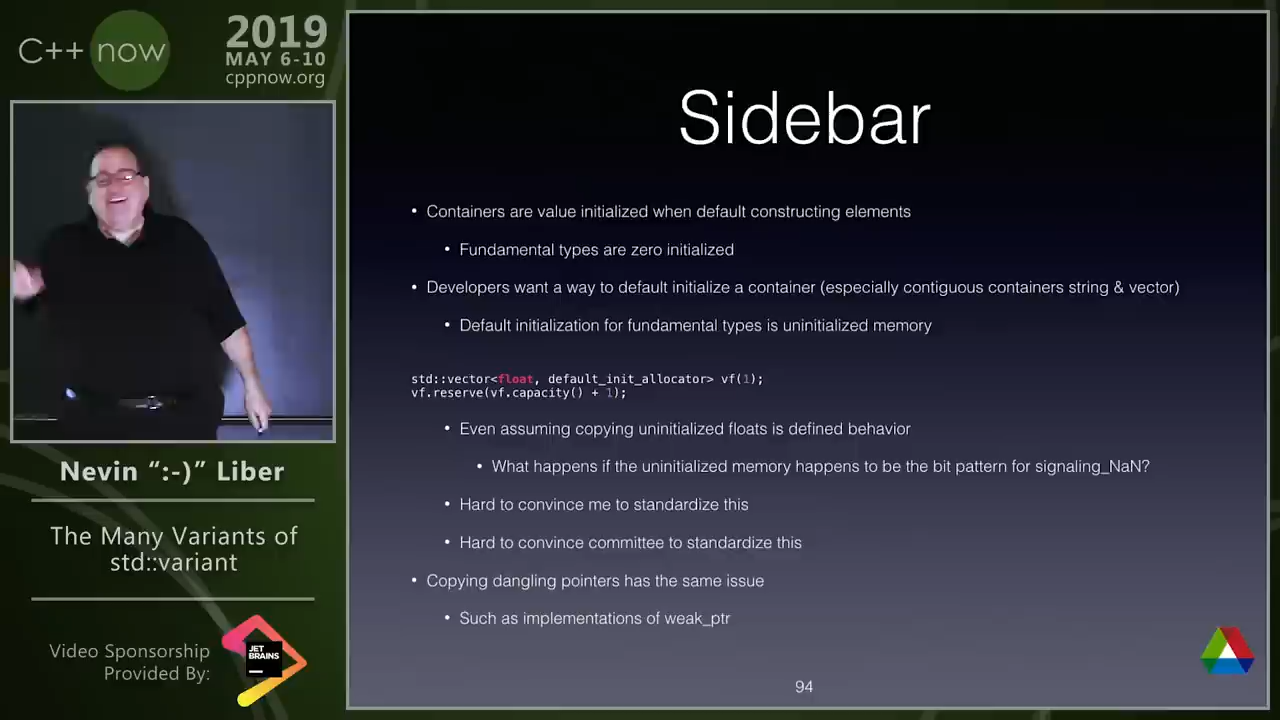 C++ now
2019
MAY 6-10
cppnow.org
Sidebar
• Containers are value initialized when default constructing elements
• Fundamental types are zero initialized
• Developers want a way to default initialize a container (especially contiguous containers string & vector)
• Default initialization for fundamental types is uninitialized memory
std::vector<float, default_init_allocator> vf(1);
vf.reserve(vf.capacity() + 1);
• Even assuming copying uninitialized floats is defined behavior
• What happens if the uninitialized memory happens to be the bit pattern for signaling_NaN?
• Hard to convince me to standardize this
• Hard to convince committee to standardize this
• Copying dangling pointers has the same issue
• Such as implementations of weak_ptr
94
Nevin “:-)” Liber
The Many Variants of
std::variant
Video Sponsorship
Provided By:
JET
BRAINS